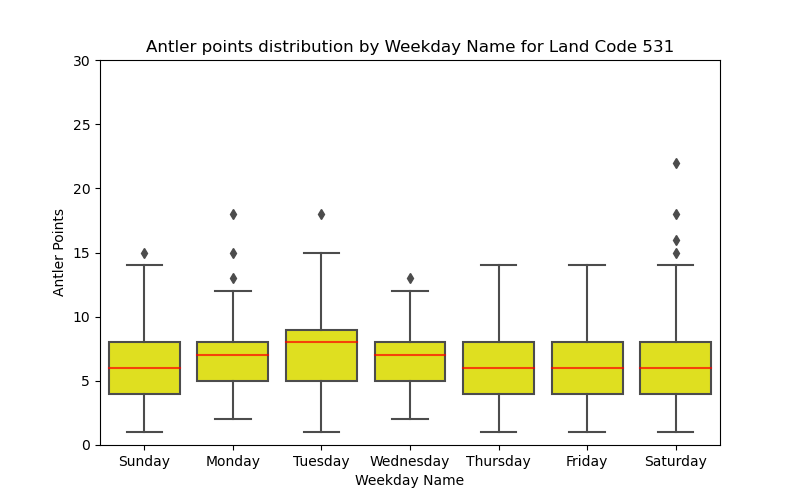 Antler points distribution by Weekday Name for Land Code 531
30
25
20
15
10
5
0
Antler Points
Sunday Monday Tuesday Wednesday Thursday Friday Saturday
Weekday Name